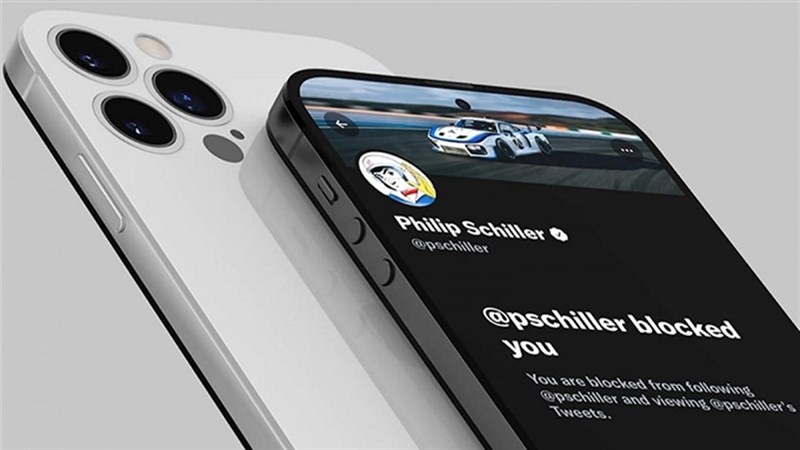 Philip Schiller
@pschiller
@pschiller blocked
you
You are blocked from following
@pschiller and viewing @pschiller's
Tweets.